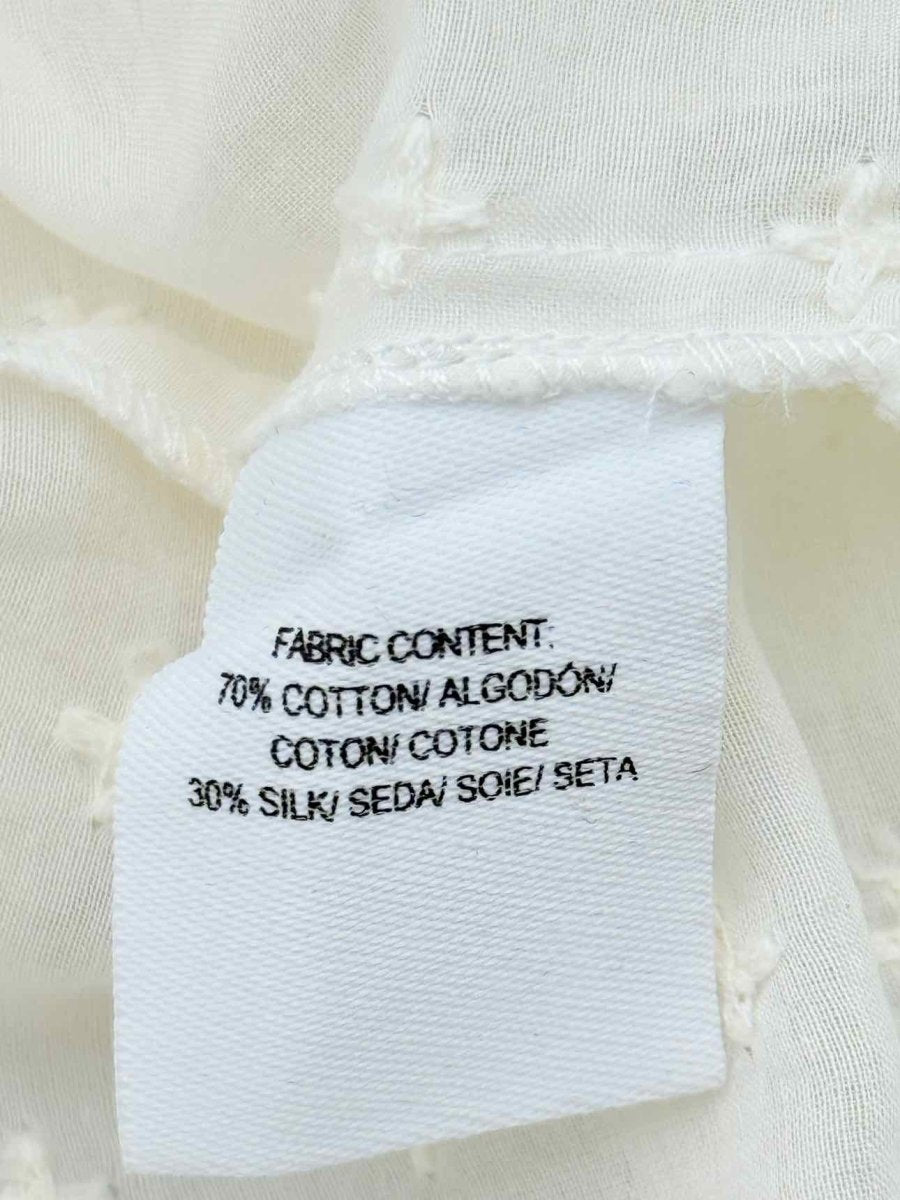 FABRIC CONTENT:
70% COTTON/ ALGODÓN/
COTON/ COTONE
30% SILK/ SEDA/ SOIE/ SETA